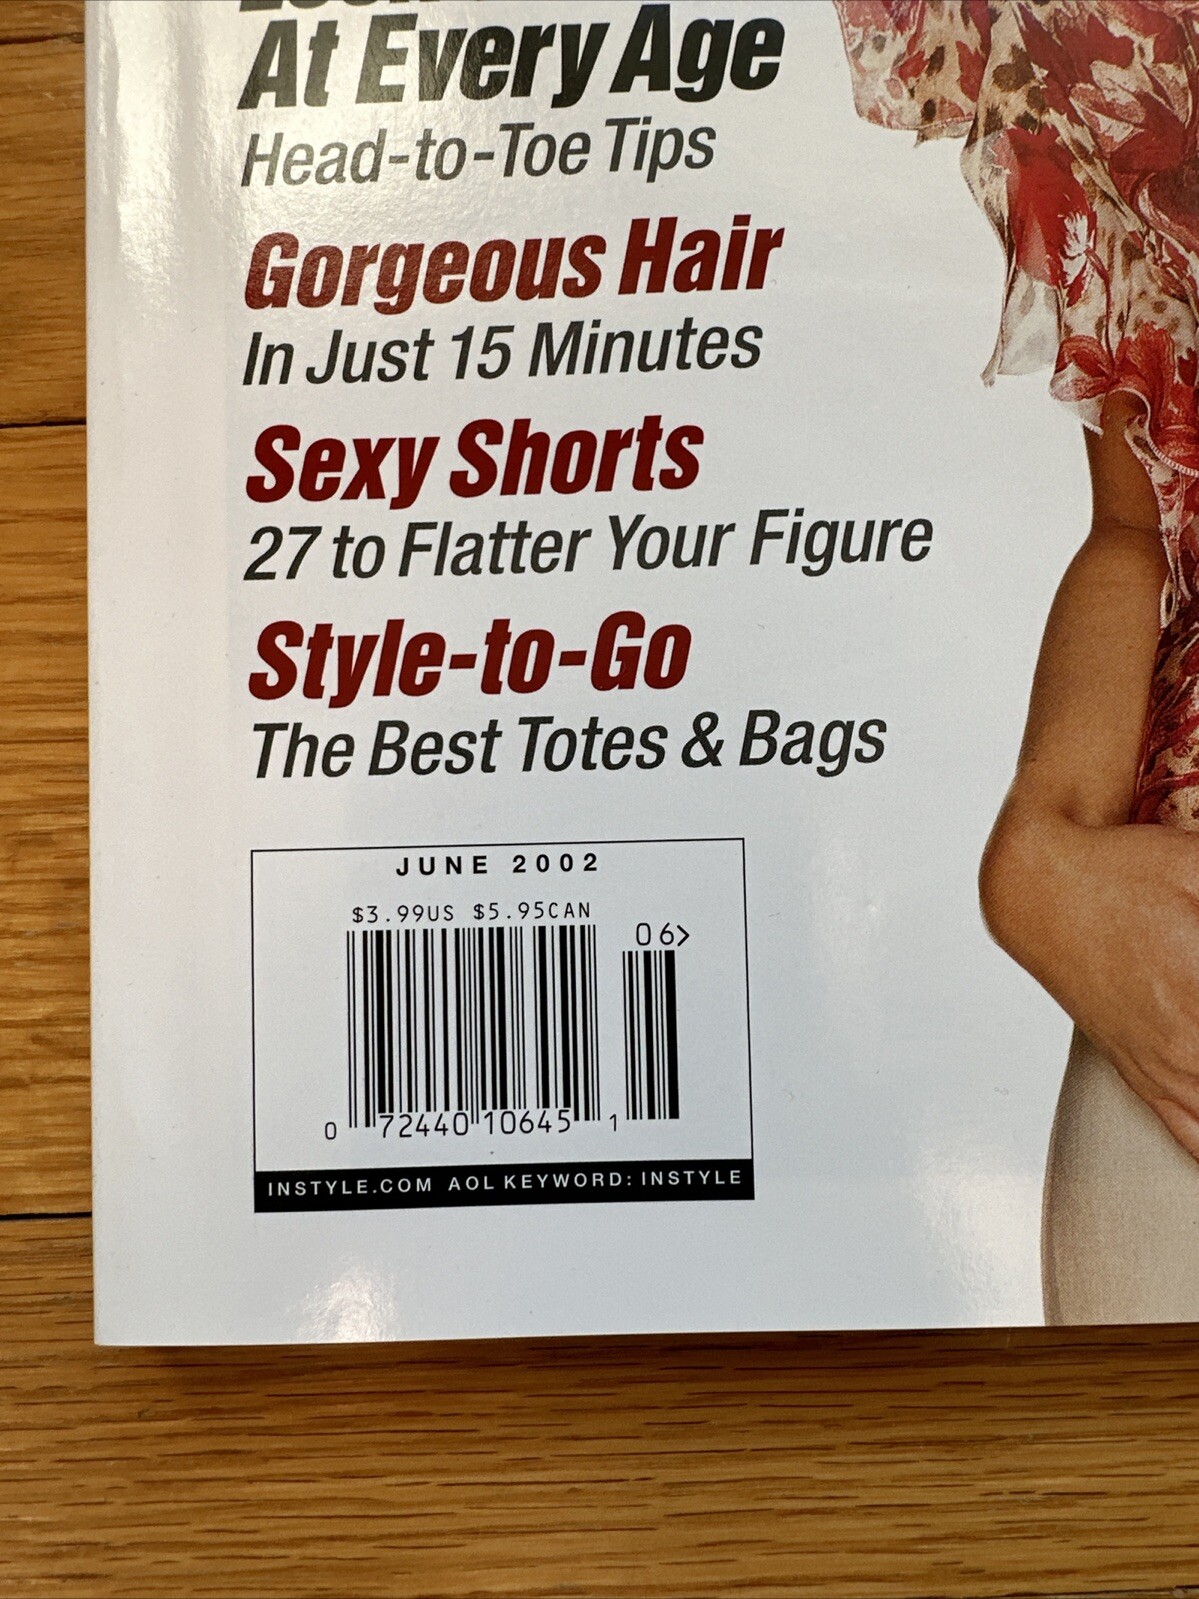 At Every Age
Head-to-Toe Tips
Gorgeous Hair
In Just 15 Minutes
Sexy Shorts
27 to Flatter Your Figure
Style-to-Go
The Best Totes & Bags
JUNE 2002
$3.99US $5.95CAN
06>
0 72440 10645 1
INSTYLE.COM AOL KEYWORD: INSTYLE